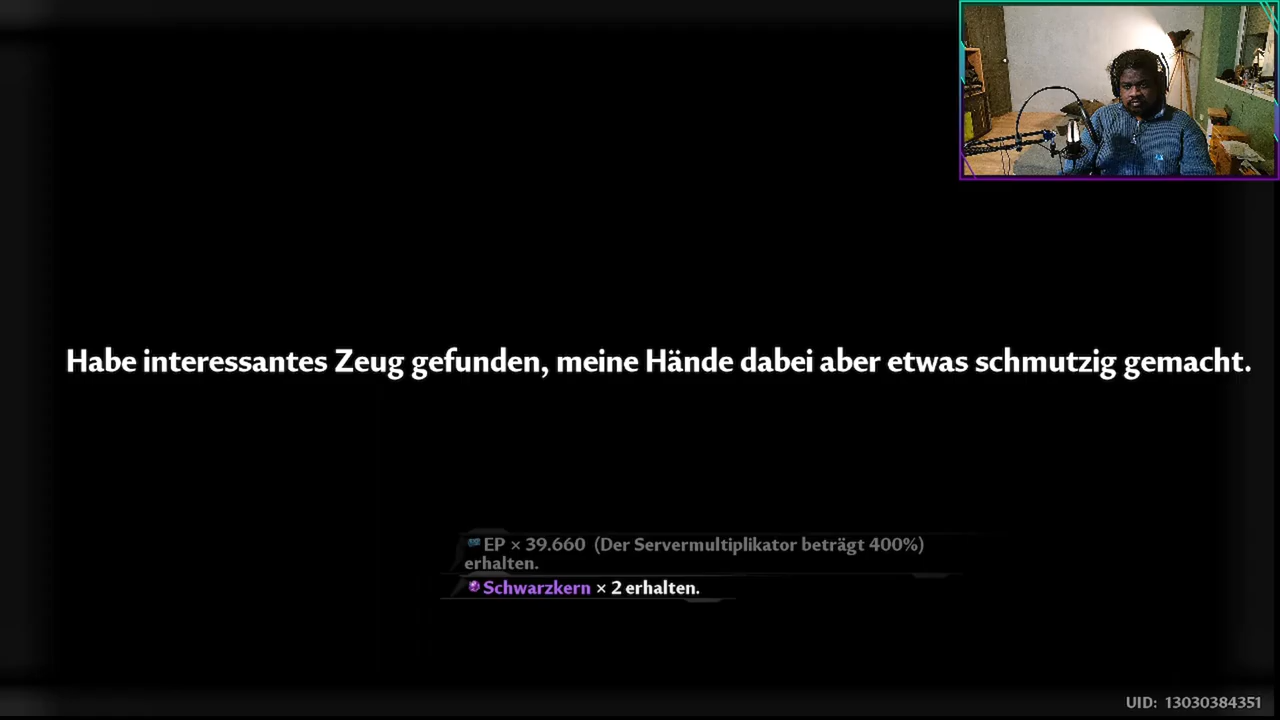 Habe interessantes Zeug gefunden, meine Hände dabei aber etwas schmutzig gemacht.
EP × 39.660 (Der Servermultiplikator beträgt 400%)
erhalten.
Schwarzkern × 2 erhalten.
UID: 13030384351